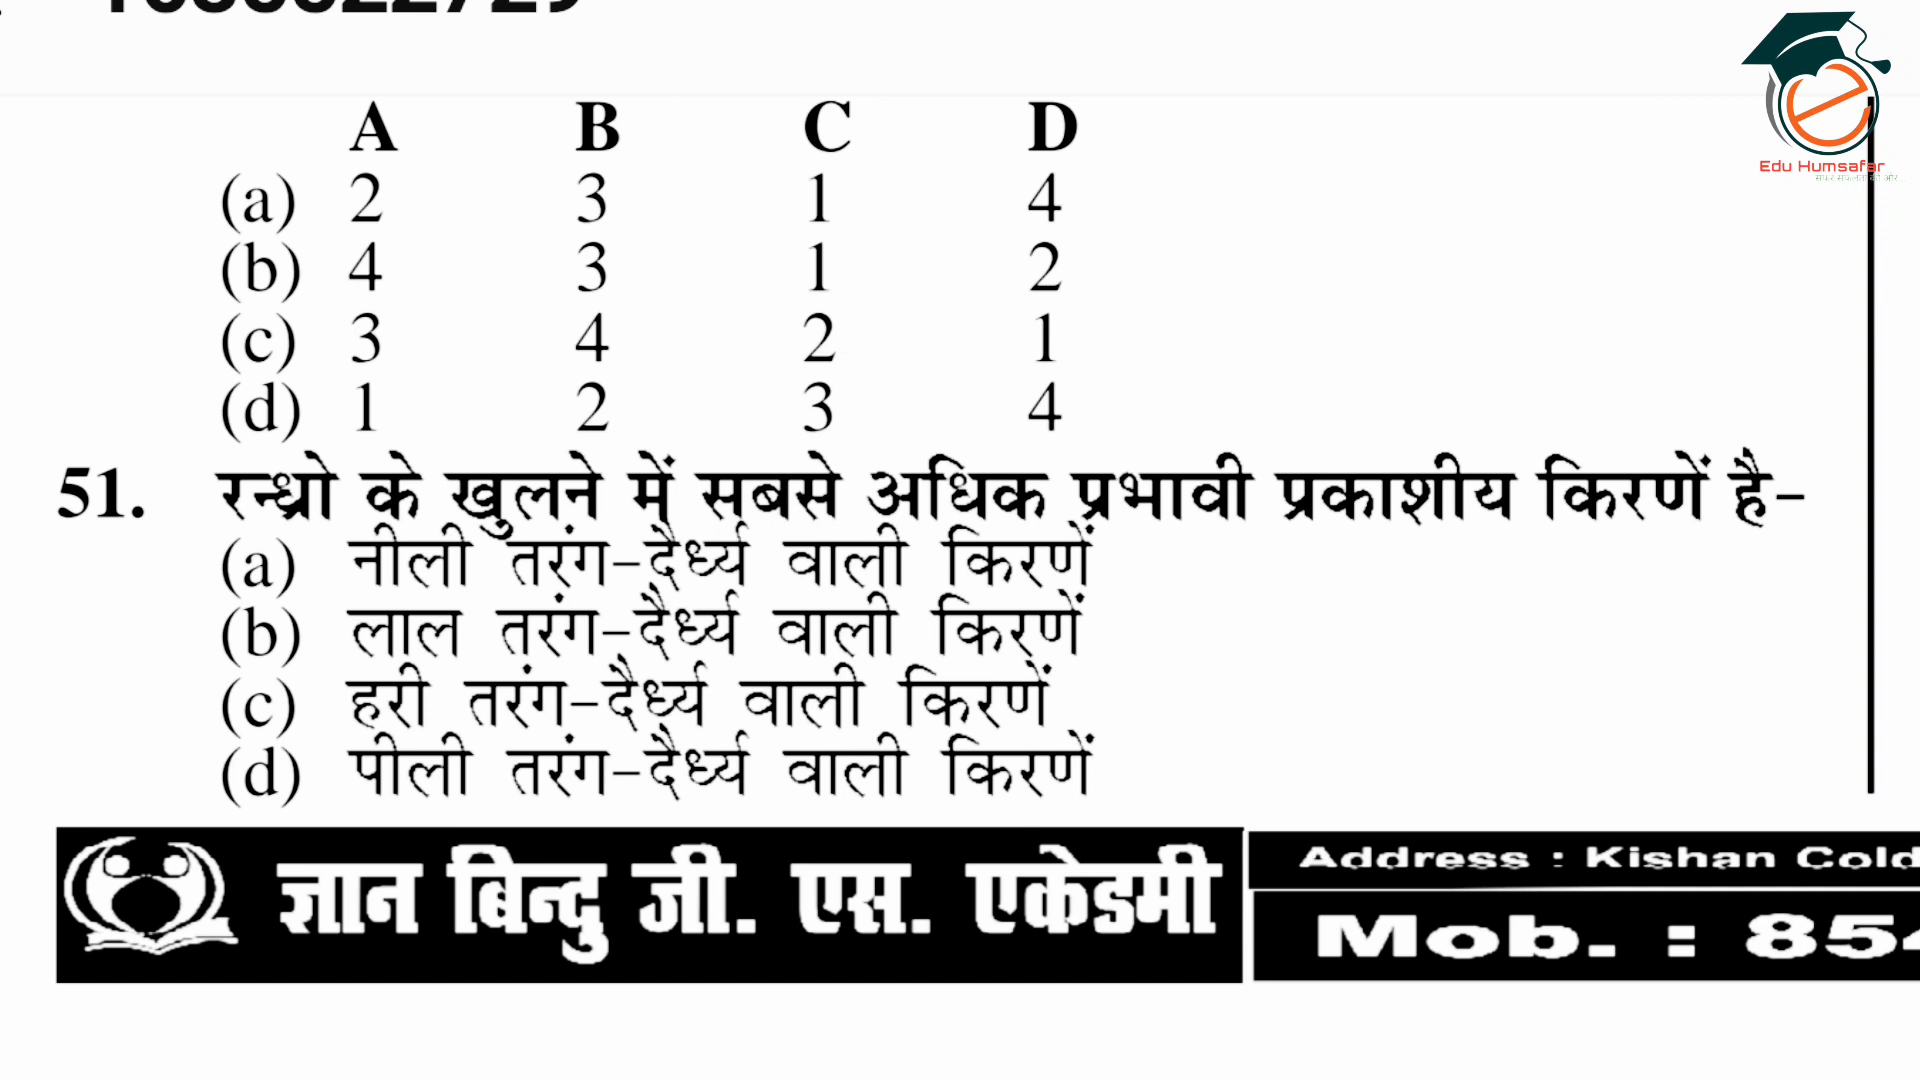 Edu Humsafar
A B C D
(a) 2 3 1 4
(b) 4 3 1 2
(c) 3 4 2 1
(d) 1 2 3 4
51. रन्ध्रो के खुलने में सबसे अधिक प्रभावी प्रकाशीय किरणें है–
(a) नीली तरंग–दैर्ध्य वाली किरणें
(b) लाल तरंग–दैर्ध्य वाली किरणें
(c) हरी तरंग–दैर्ध्य वाली किरणें
(d) पीली तरंग–दैर्ध्य वाली किरणें
ज्ञान बिन्दु जी. एस. एकेडमी
Address : Kishan Cold
Mob. : 85